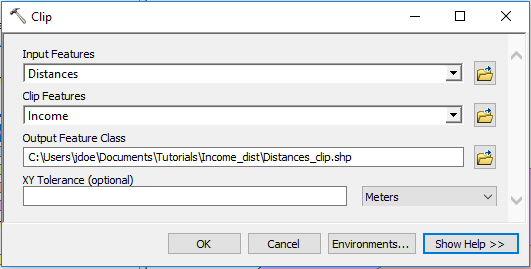 Clip
Input Features
Distances
Clip Features
Income
Output Feature Class
C:\Users\jdoe\Documents\Tutorials\Income_dist\Distances_clip.shp
XY Tolerance (optional)
Meters
OK Cancel Environments... Show Help >>